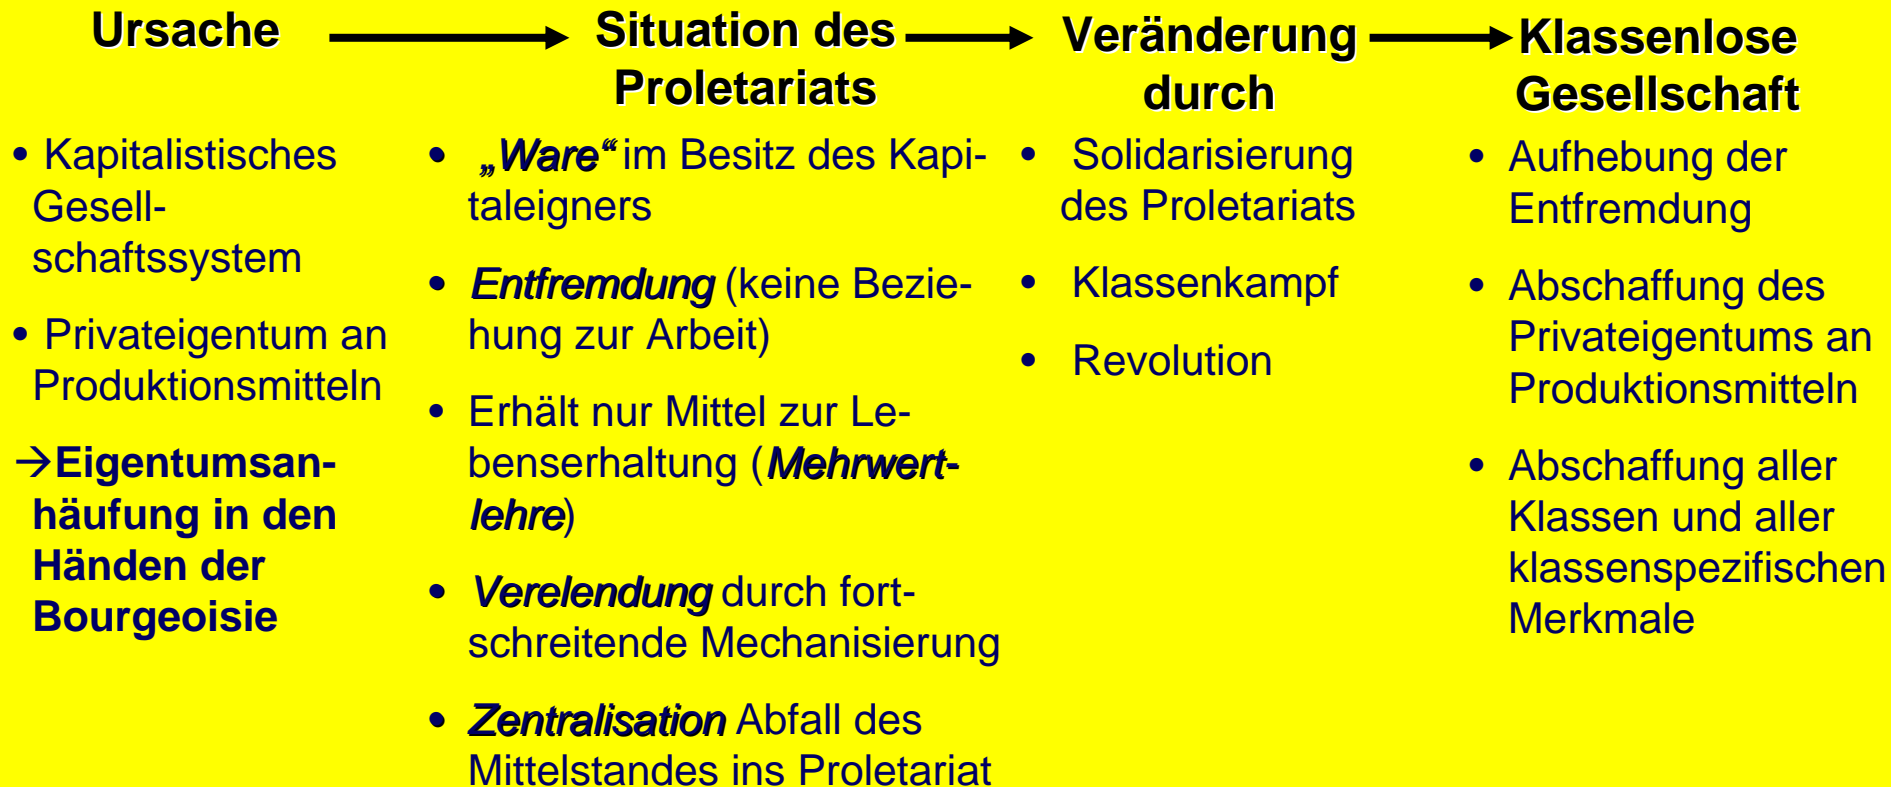 Ursache
Situation des
Proletariats
Veränderung
durch
Klassenlose
Gesellschaft
• Kapitalistisches
Gesell-
schaftssystem
• Privateigentum an
Produktionsmitteln
→Eigentumsan-
häufung in den
Händen der
Bourgeoisie
• „Ware“ im Besitz des Kapi-
taleigners
• Entfremdung (keine Bezie-
hung zur Arbeit)
• Erhält nur Mittel zur Le-
benserhaltung (Mehrwert-
lehre)
• Verelendung durch fort-
schreitende Mechanisierung
• Zentralisation Abfall des
Mittelstandes ins Proletariat
• Solidarisierung
des Proletariats
• Klassenkampf
• Revolution
• Aufhebung der
Entfremdung
• Abschaffung des
Privateigentums an
Produktionsmitteln
• Abschaffung aller
Klassen und aller
klassenspezifischen
Merkmale